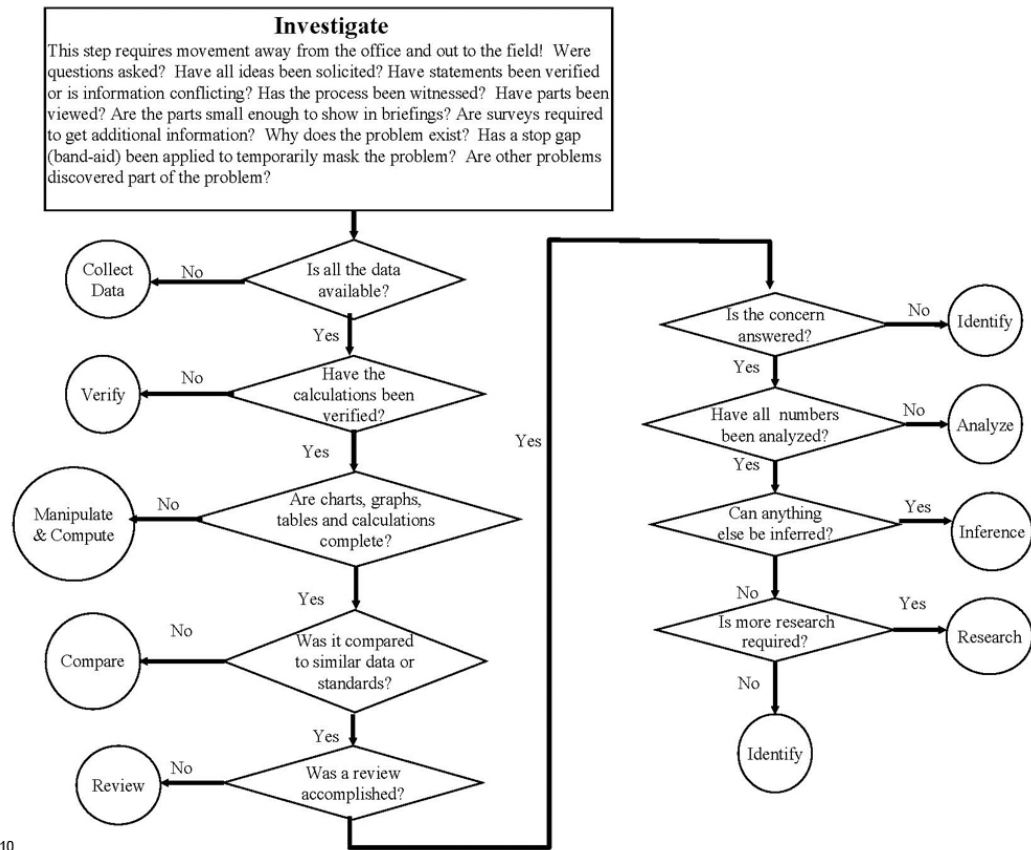 Investigate
This step requires movement away from the office and out to the field! Were
questions asked? Have all ideas been solicited? Have statements been verified
or is information conflicting? Has the process been witnessed? Have parts been
viewed? Are the parts small enough to show in briefings? Are surveys required
to get additional information? Why does the problem exist? Has a stop gap
(band-aid) been applied to temporarily mask the problem? Are other problems
discovered part of the problem?
Is all the data
available?
No
Collect
Data
Yes
Have the
calculations been
verified?
No
Verify
Yes
Are charts, graphs,
tables and calculations
complete?
No
Manipulate
& Compute
Yes
Was it compared
to similar data or
standards?
No
Compare
Yes
Was a review
accomplished?
No
Review
Yes
Is the concern
answered?
No
Identify
Yes
Have all numbers
been analyzed?
No
Analyze
Yes
Can anything
else be inferred?
Yes
Inference
No
Is more research
required?
Yes
Research
No
Identify
10